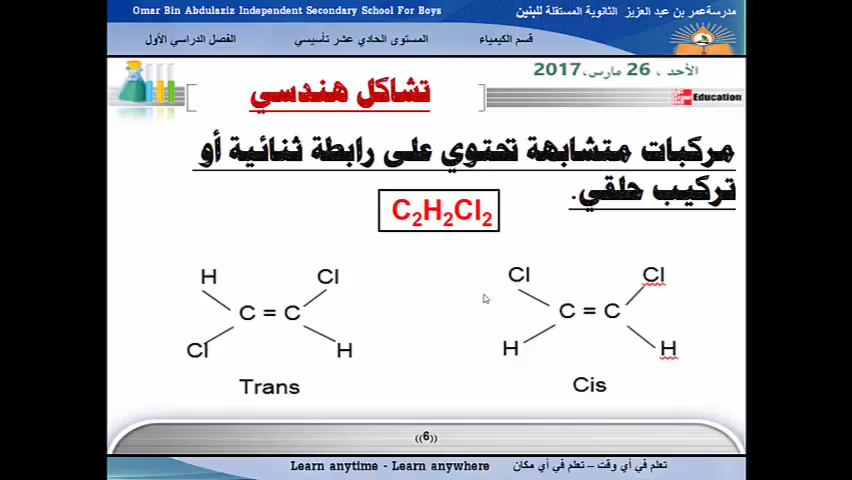 Omar Bin Abdulaziz Independent Secondary School For Boys
مدرسةعمر بن عبد العزيز الثانوية المستقلة للبنين
قسم الكيمياء
المستوى الحادي عشر تأسيسي
الفصل الدراسي الأول
الأحد ، 26 مارس، 2017
Education
تشاكل هندسي
مركبات متشابهة تحتوي على رابطة ثنائية أو
تركيب حلقي.
C₂H₂Cl₂
H Cl
C = C
Cl H
Trans
Cl Cl
C = C
H H
Cis
((6))
Learn anytime - Learn anywhere
تعلم في أي وقت – تعلم في أي مكان